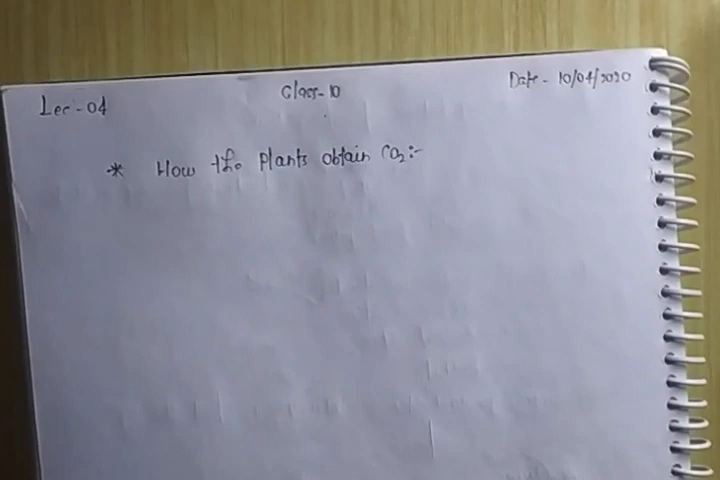 Lec-04 Class-10 Date - 10/04/2020
* How the Plants obtain CO2:-